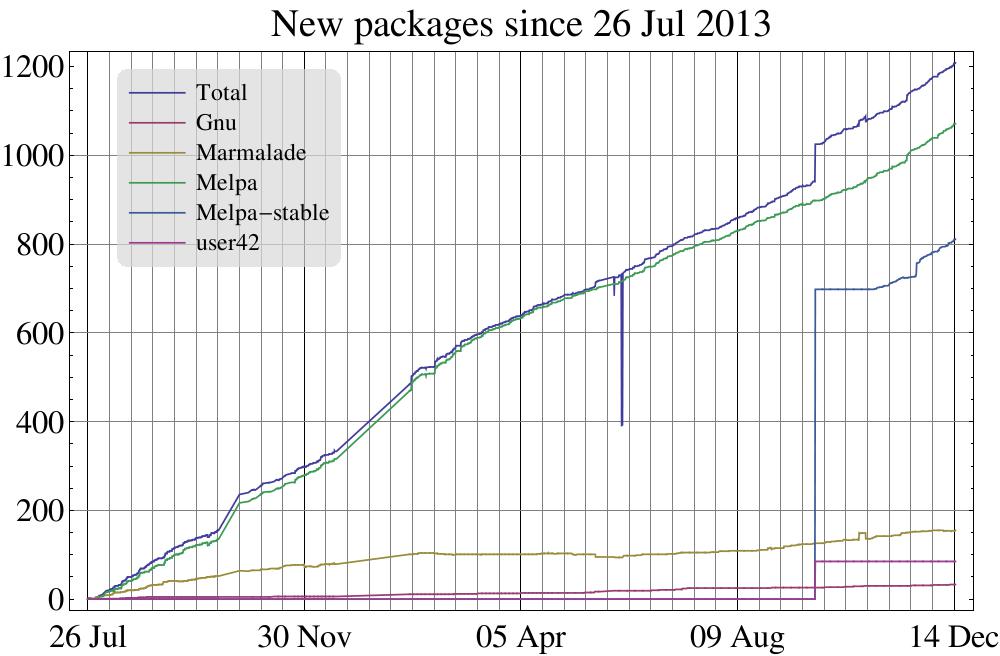 New packages since 26 Jul 2013
1200
1000
800
600
400
200
0
Total
Gnu
Marmalade
Melpa
Melpa−stable
user42
26 Jul 30 Nov 05 Apr 09 Aug 14 Dec